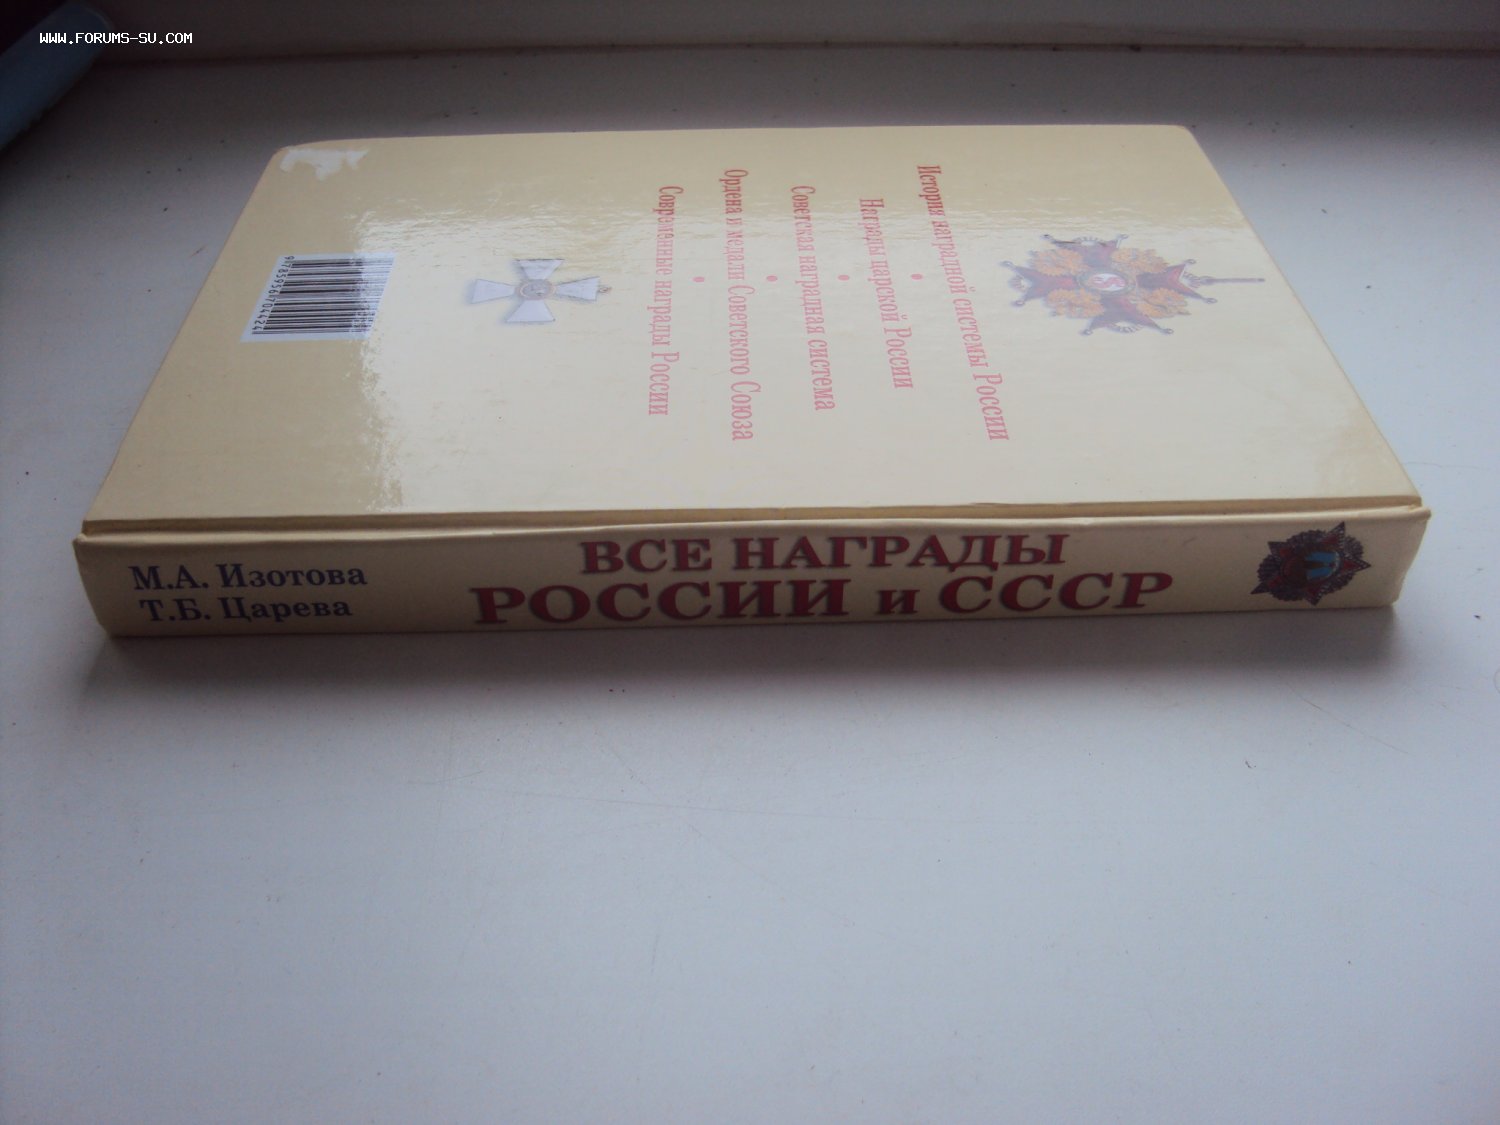 WWW.FORUMS-SU.COM
История наградной системы России
•
Награды царской России
•
Советская наградная система
•
Ордена и медали Советского Союза
•
Современные награды России
М.А. Изотова
Т.Б. Царева
ВСЕ НАГРАДЫ
РОССИИ и СССР